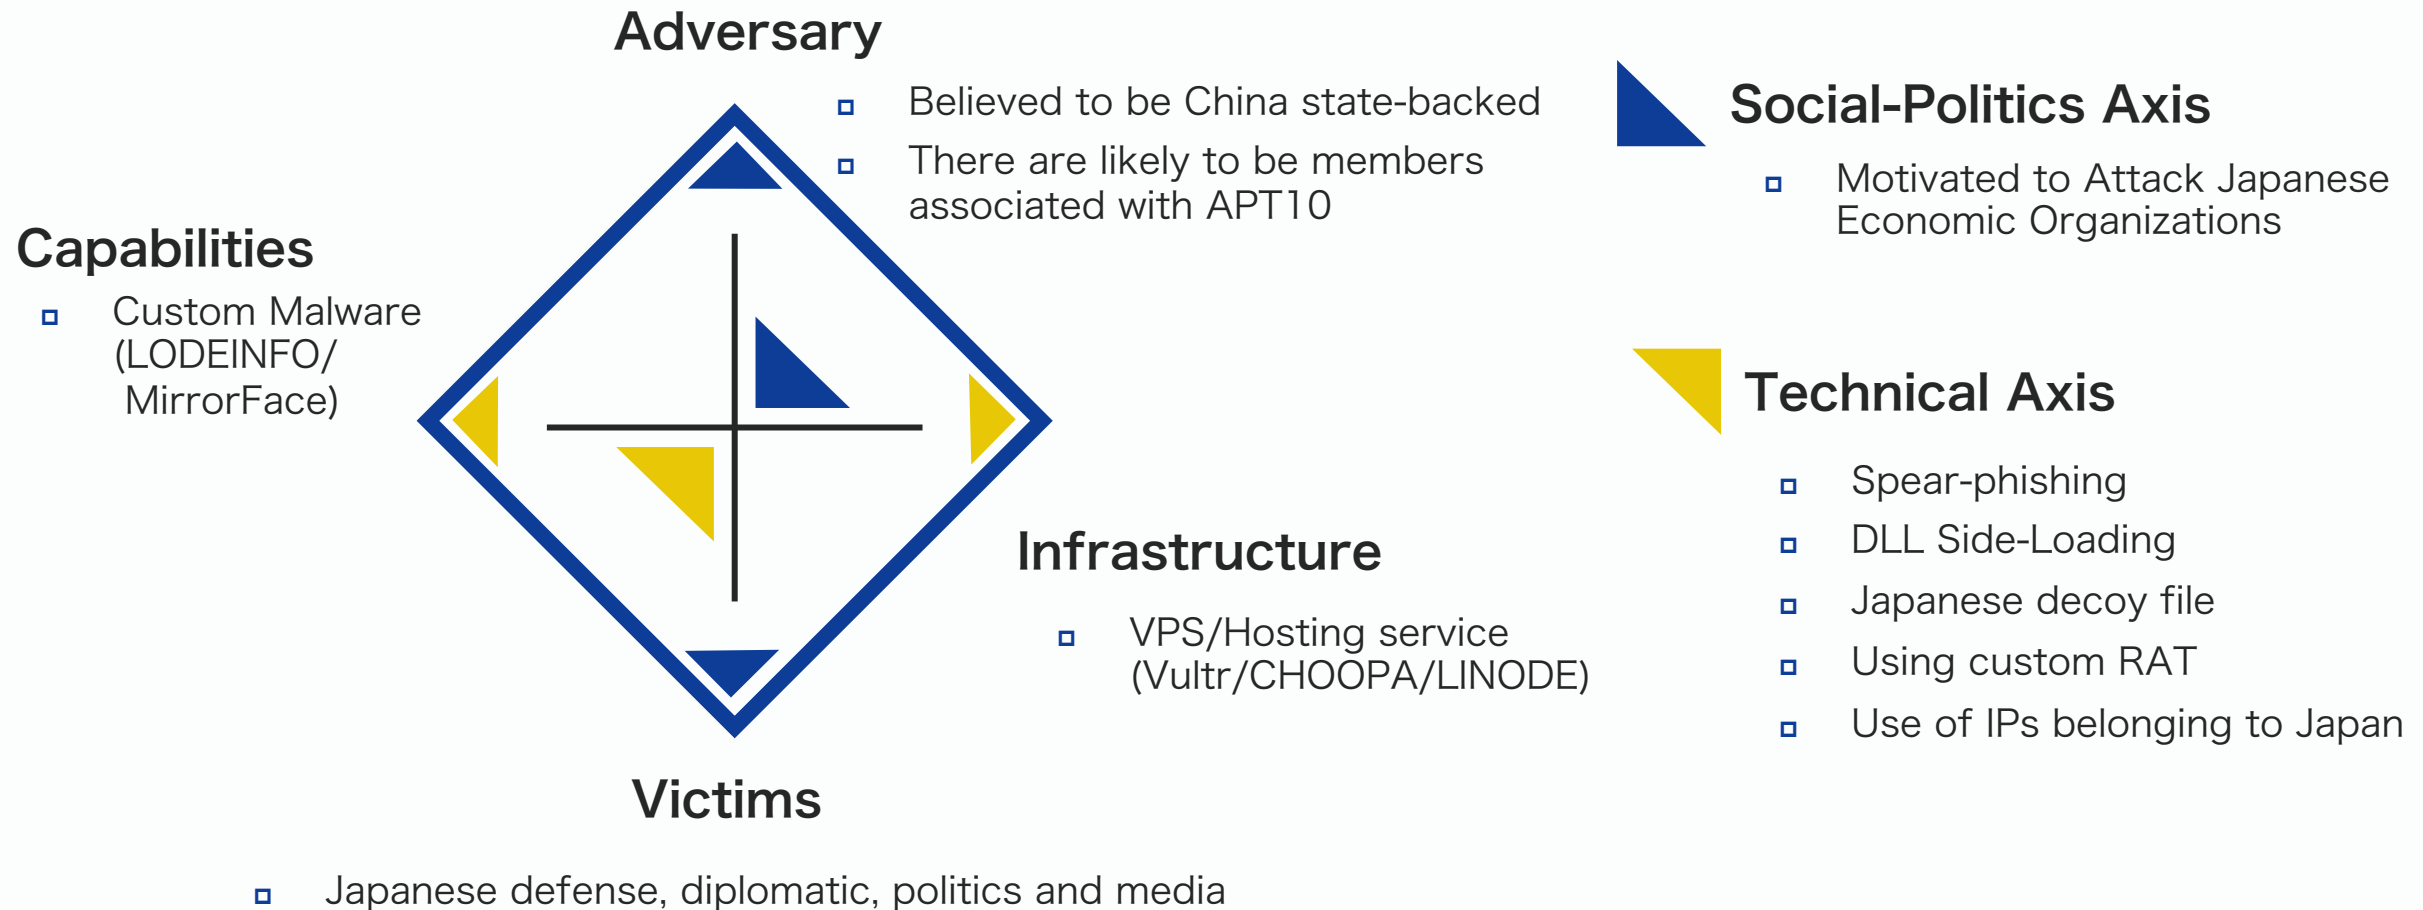 Adversary
Believed to be China state-backed
There are likely to be members
associated with APT10
Capabilities
Custom Malware
(LODEINFO/
MirrorFace)
Infrastructure
VPS/Hosting service
(Vultr/CHOOPA/LINODE)
Victims
Japanese defense, diplomatic, politics and media
Social-Politics Axis
Motivated to Attack Japanese
Economic Organizations
Technical Axis
Spear-phishing
DLL Side-Loading
Japanese decoy file
Using custom RAT
Use of IPs belonging to Japan